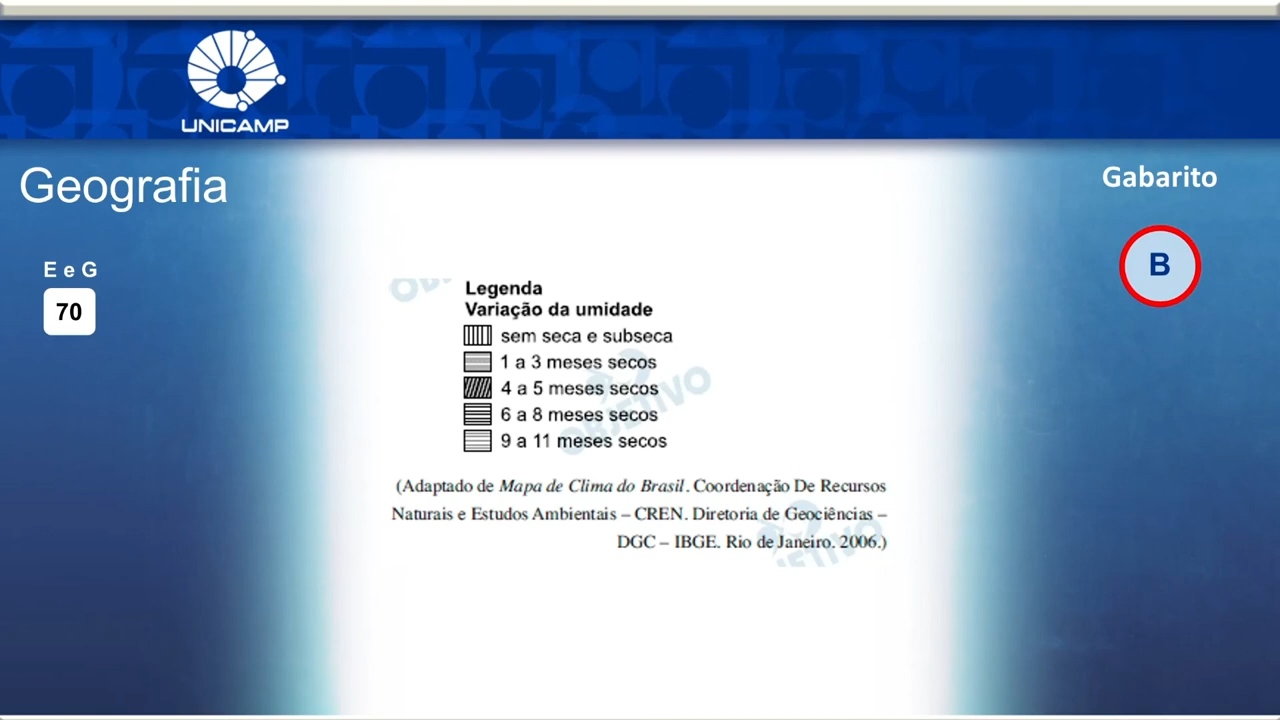 UNICAMP
Geografia
Gabarito
B
E e G
70
Legenda
Variação da umidade
sem seca e subseca
1 a 3 meses secos
4 a 5 meses secos
6 a 8 meses secos
9 a 11 meses secos
OBJETIVO
(Adaptado de Mapa de Clima do Brasil. Coordenação De Recursos
Naturais e Estudos Ambientais – CREN. Diretoria de Geociências –
DGC – IBGE. Rio de Janeiro. 2006.)